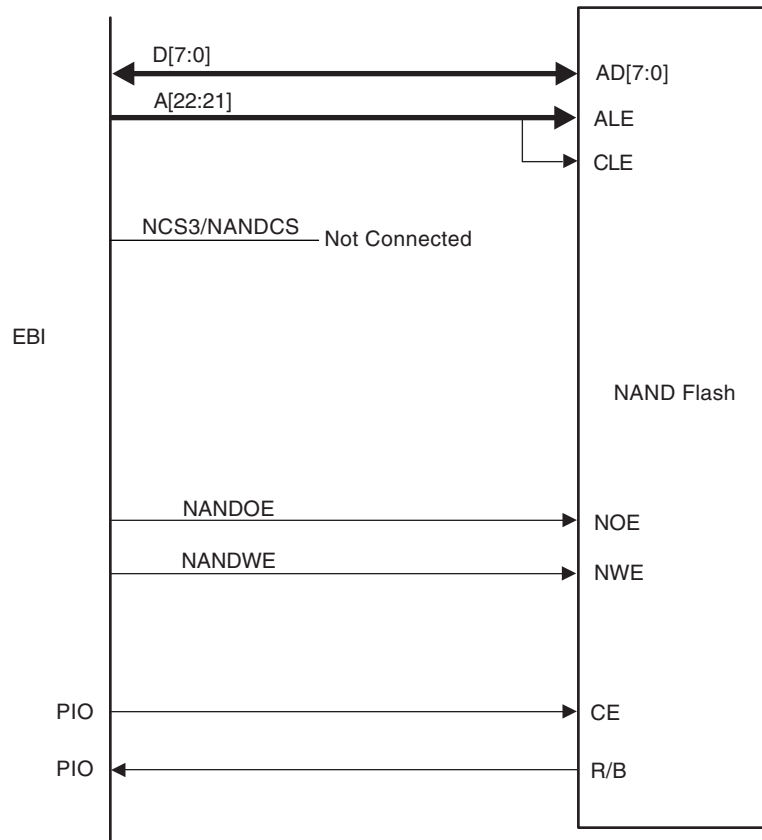 D[7:0]
AD[7:0]
A[22:21]
ALE
CLE
NCS3/NANDCS
Not Connected
EBI
NAND Flash
NANDOE
NOE
NANDWE
NWE
PIO
CE
PIO
R/B